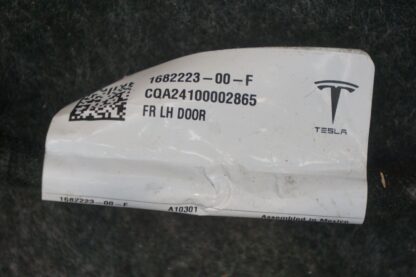 1682223-00-F
CQA24100002865
FR LH DOOR
TESLA
1682223-00-F
A10301
Assembled in Mexico